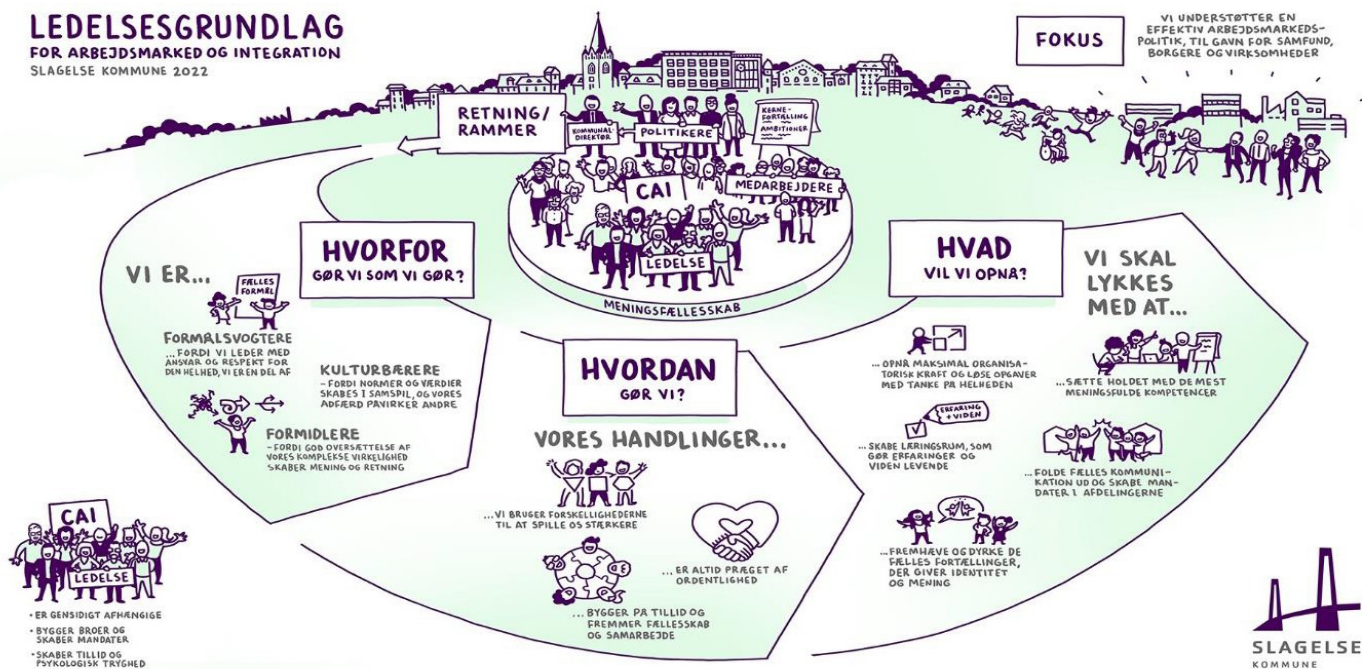 LEDELSESGRUNDLAG
FOR ARBEJDSMARKED OG INTEGRATION
SLAGELSE KOMMUNE 2022
FOKUS
VI UNDERSTØTTER EN
EFFEKTIV ARBEJDSMARKEDS-
POLITIK, TIL GAVN FOR SAMFUND,
BORGERE OG VIRKSOMHEDER
RETNING/
RAMMER
KOMMUNAL-
DIREKTØR
POLITIKERE
KERNE-
FORTÆLLING
AMBITIONER
CAI
MEDARBEJDERE
LEDELSE
MENINGSFÆLLESSKAB
HVORFOR
GØR VI SOM VI GØR?
VI ER...
FÆLLES
FORMÅL
FORMÅLSVOGTERE
...FORDI VI LEDER MED
ANSVAR OG RESPEKT FOR
DEN HELHED, VI ER EN DEL AF
KULTURBÆRERE
- FORDI NORMER OG VÆRDIER
SKABES I SAMSPIL, OG VORES
ADFÆRD PÅVIRKER ANDRE
FORMIDLERE
- FORDI GOD OVERSÆTTELSE AF
VORES KOMPLEKSE VIRKELIGHED
SKABER MENING OG RETNING
HVORDAN
GØR VI?
VORES HANDLINGER...
...VI BRUGER FORSKELLIGHEDERNE
TIL AT SPILLE OS STÆRKERE
...ER ALTID PRÆGET AF
ORDENTLIGHED
...BYGGER PÅ TILLID OG
FREMMER FÆLLESSKAB
OG SAMARBEJDE
HVAD
VIL VI OPNÅ?
VI SKAL
LYKKES
MED AT...
...OPNÅ MAKSIMAL ORGANISA-
TORISK KRAFT OG LØSE OPGAVER
MED TANKE PÅ HELHEDEN
...SÆTTE HOLDET MED DE MEST
MENINGSFULDE KOMPETENCER
ERFARING
+ VIDEN
...SKABE LÆRINGSRUM, SOM
GØR ERFARINGER OG
VIDEN LEVENDE
...FOLDE FÆLLES KOMMUNI-
KATION UD OG SKABE MAN-
DATER I AFDELINGERNE
...FREMHÆVE OG DYRKE DE
FÆLLES FORTÆLLINGER,
DER GIVER IDENTITET
OG MENING
CAI
LEDELSE
• ER GENSIDIGT AFHÆNGIGE
• BYGGER BROER OG
SKABER MANDATER
• SKABER TILLID OG
PSYKOLOGISK TRYGHED
SLAGELSE
KOMMUNE